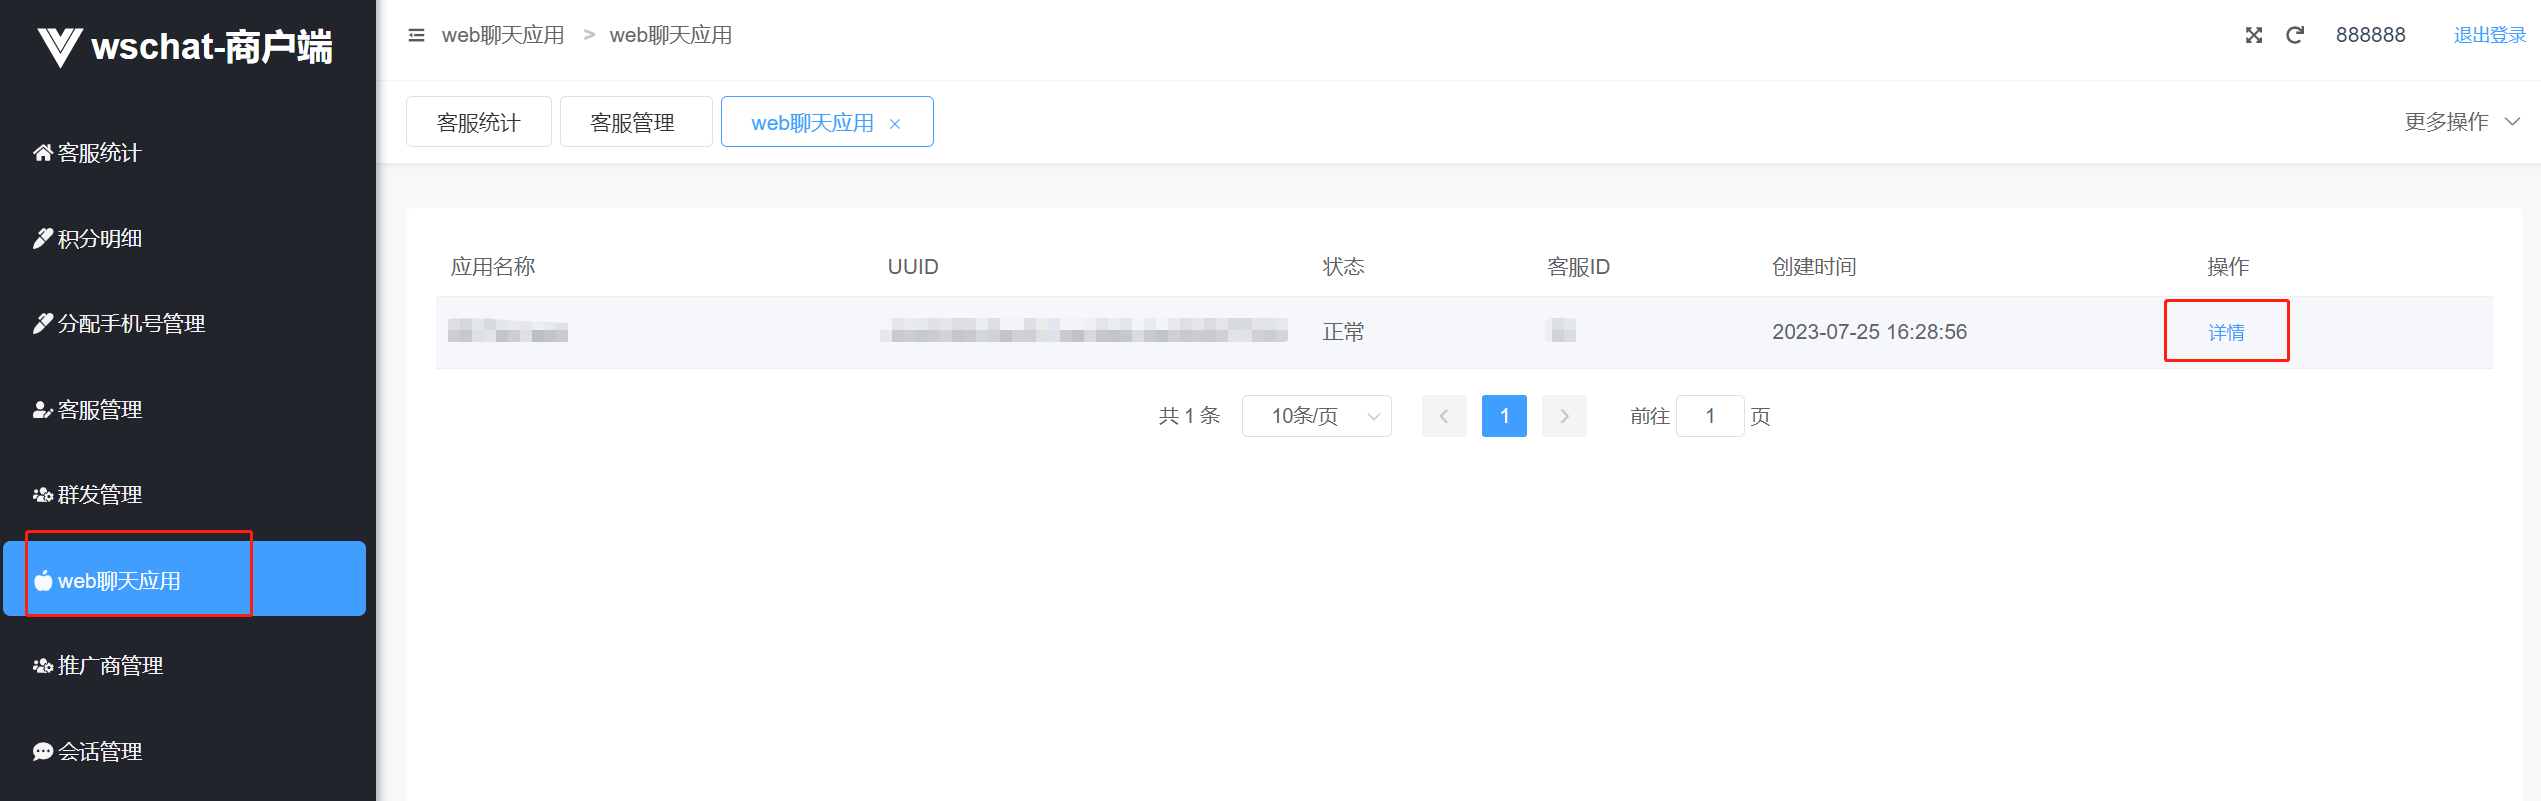 wschat-商户端
客服统计
积分明细
分配手机号管理
客服管理
群发管理
web聊天应用
推广商管理
会话管理
web聊天应用 > web聊天应用
888888 退出登录
客服统计 客服管理 web聊天应用 ×
更多操作
应用名称 UUID 状态 客服ID 创建时间 操作
正常 2023-07-25 16:28:56 详情
共 1 条 10条/页 < 1 > 前往 1 页